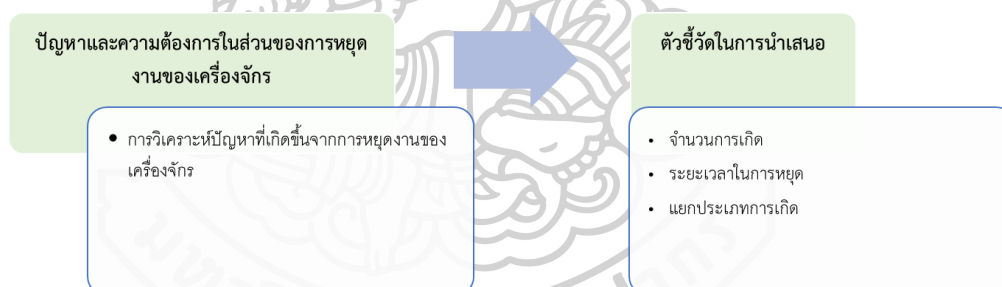 ปัญหาและความต้องการในส่วนของการหยุด
งานของเครื่องจักร
• การวิเคราะห์ปัญหาที่เกิดขึ้นจากการหยุดงานของ
เครื่องจักร
ตัวชี้วัดในการนำเสนอ
• จำนวนการเกิด
• ระยะเวลาในการหยุด
• แยกประเภทการเกิด